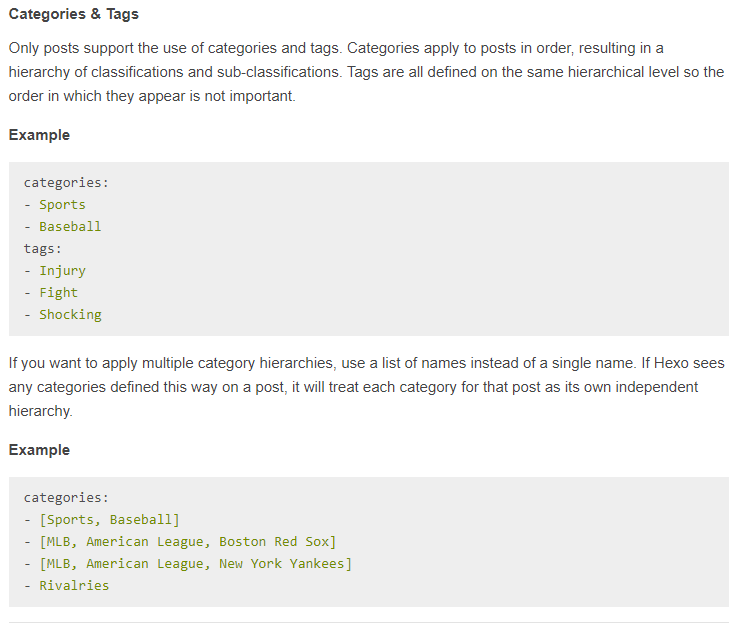 Categories & Tags
Only posts support the use of categories and tags. Categories apply to posts in order, resulting in a
hierarchy of classifications and sub-classifications. Tags are all defined on the same hierarchical level so the
order in which they appear is not important.
Example
categories:
- Sports
- Baseball
tags:
- Injury
- Fight
- Shocking
If you want to apply multiple category hierarchies, use a list of names instead of a single name. If Hexo sees
any categories defined this way on a post, it will treat each category for that post as its own independent
hierarchy.
Example
categories:
- [Sports, Baseball]
- [MLB, American League, Boston Red Sox]
- [MLB, American League, New York Yankees]
- Rivalries